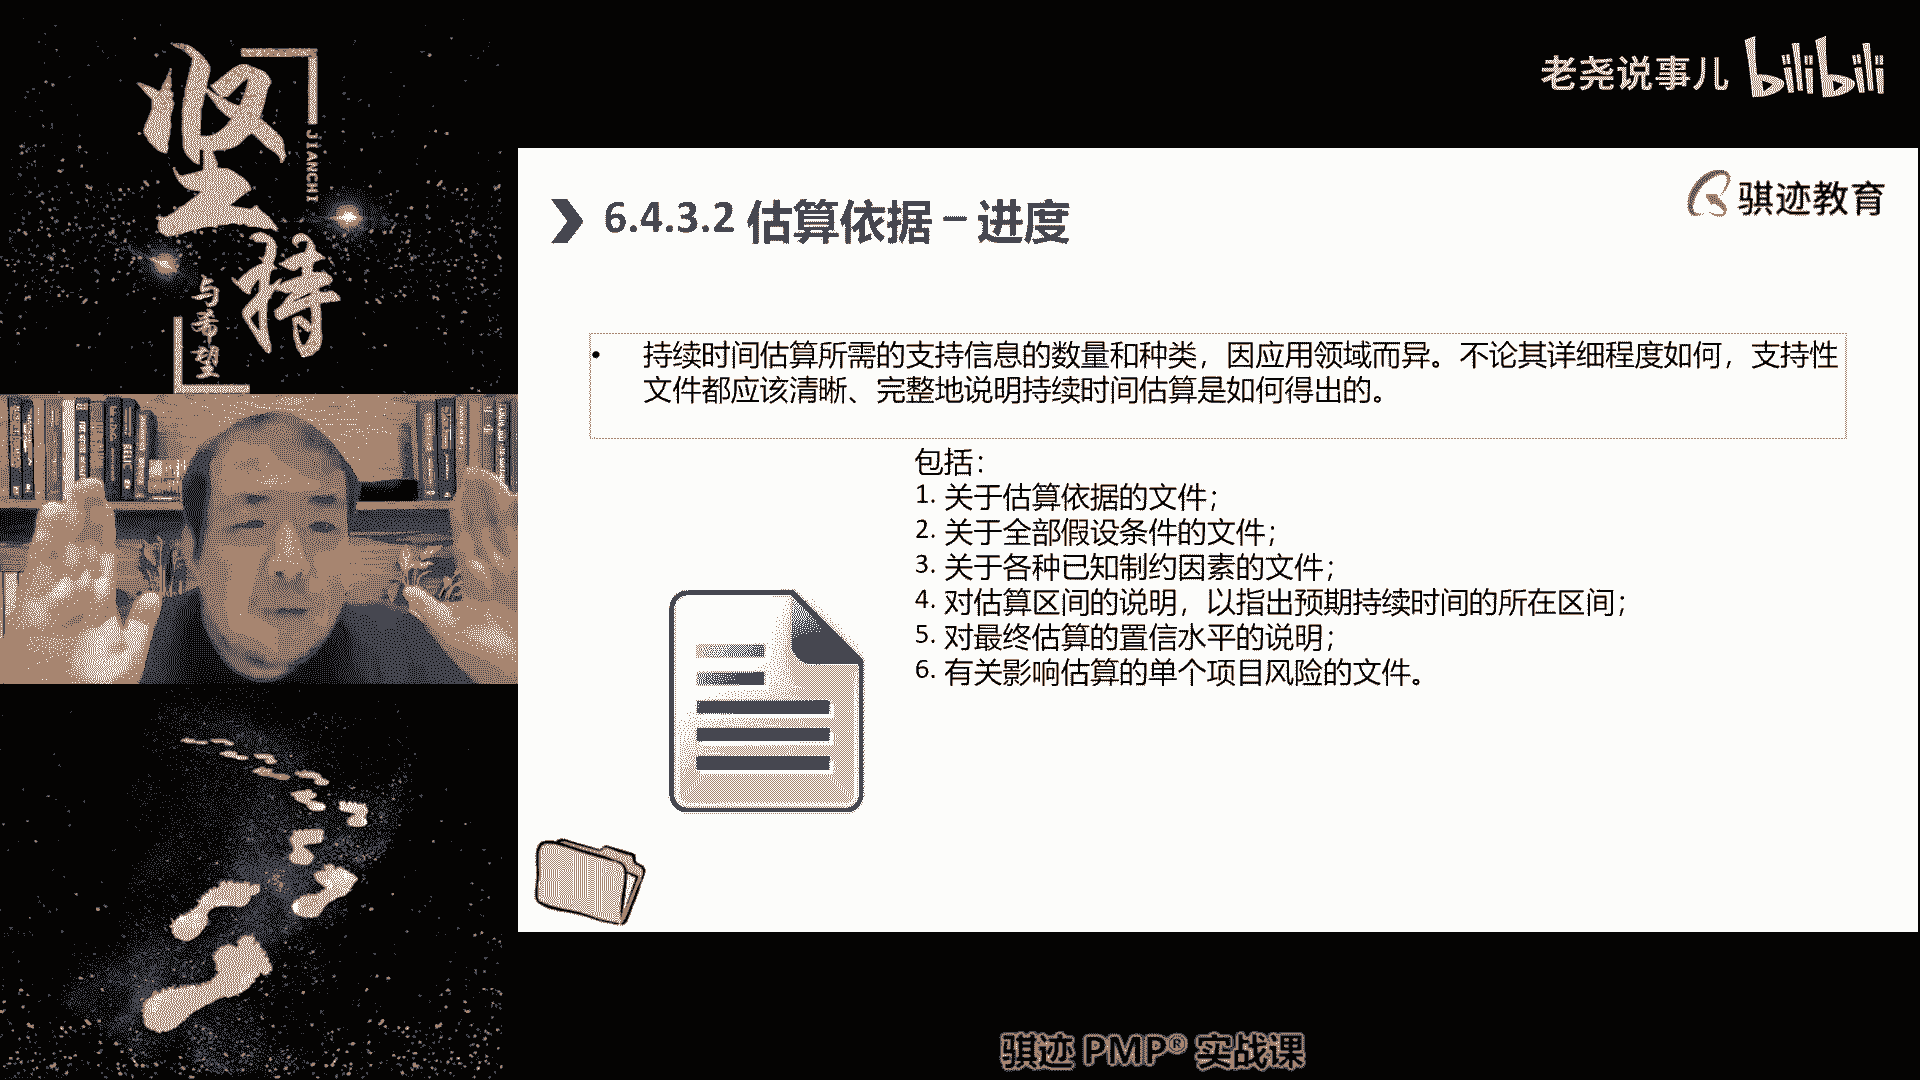 坚持
JIANCHI
与希望
老尧说事儿 bilibili
骐迹教育
6.4.3.2 估算依据 – 进度
• 持续时间估算所需的支持信息的数量和种类，因应用领域而异。不论其详细程度如何，支持性
文件都应该清晰、完整地说明持续时间估算是如何得出的。
包括：
1. 关于估算依据的文件；
2. 关于全部假设条件的文件；
3. 关于各种已知制约因素的文件；
4. 对估算区间的说明，以指出预期持续时间的所在区间；
5. 对最终估算的置信水平的说明；
6. 有关影响估算的单个项目风险的文件。
骐迹 PMP® 实战课